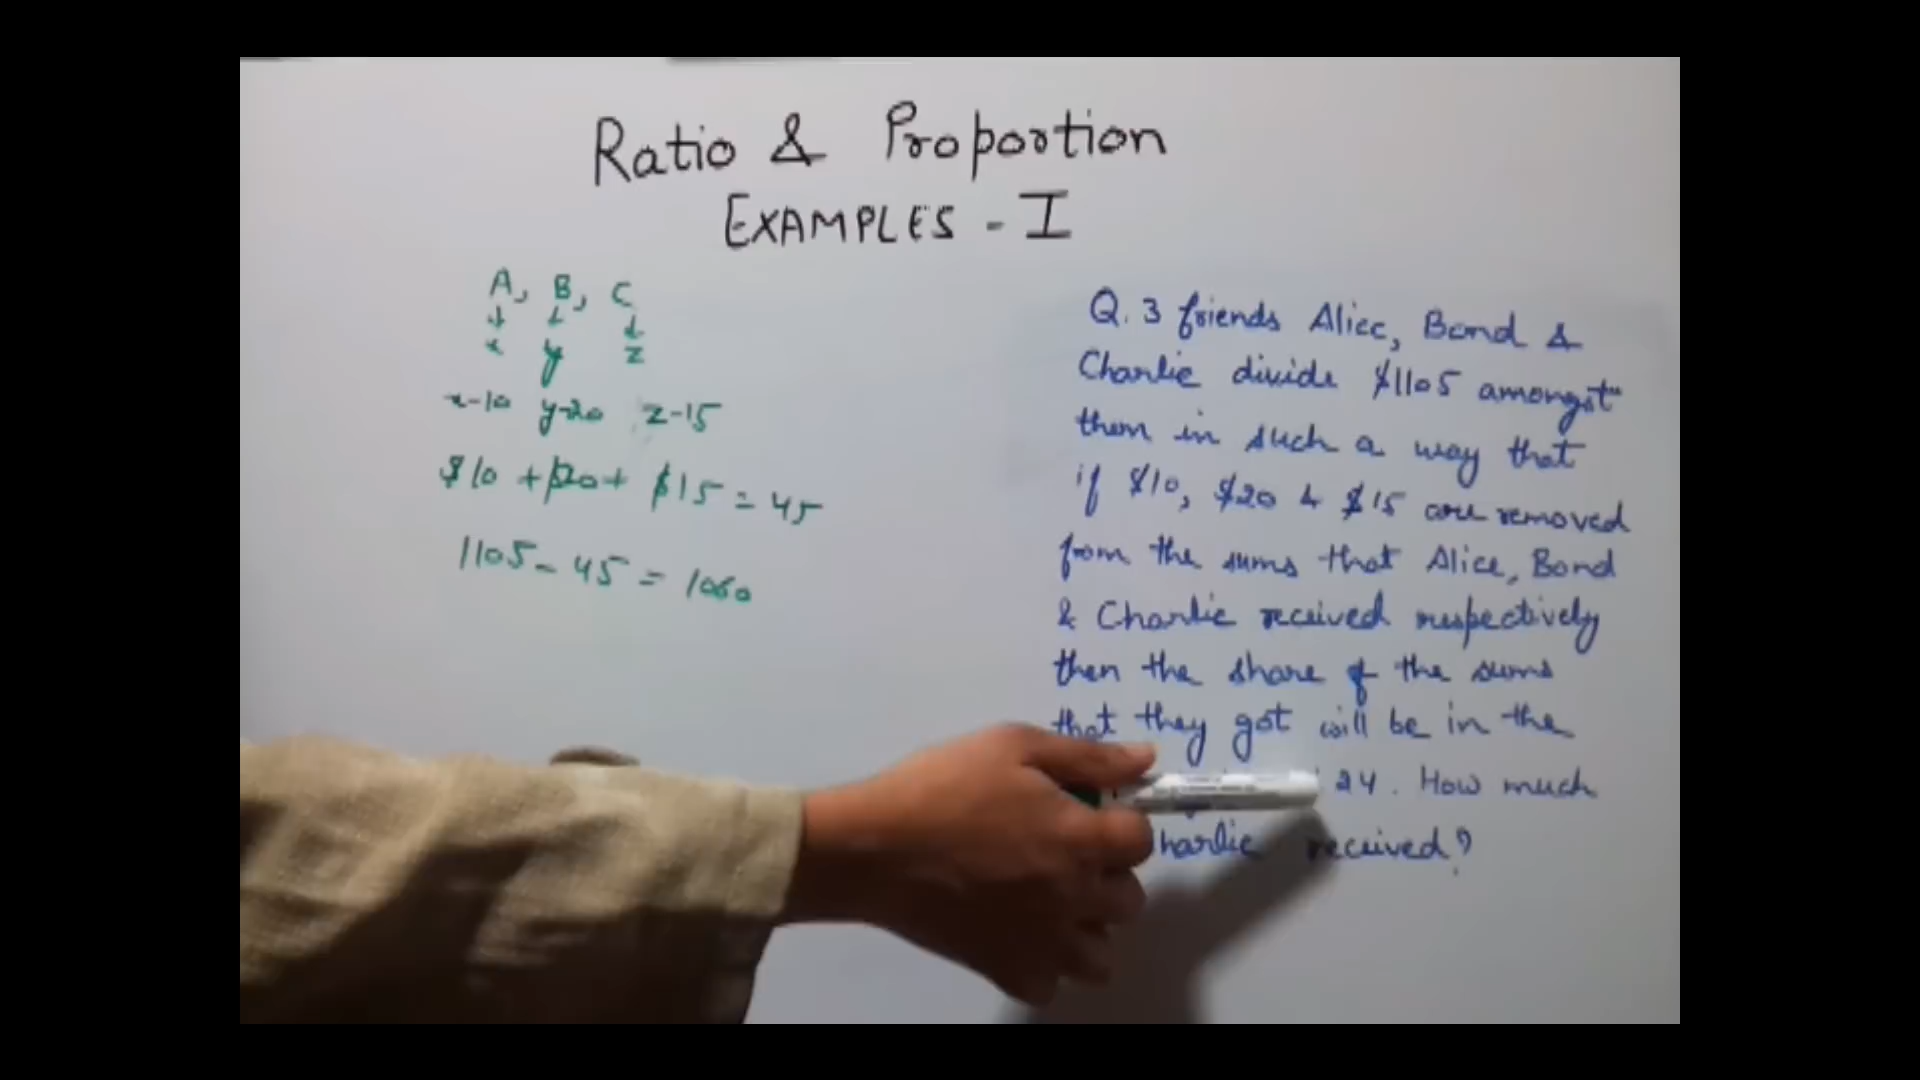 Ratio & Proportion
EXAMPLES - I
A, B, C
x y z
x-10 y-20 z-15
$10 + $20 + $15 = 45
1105 - 45 = 1060
Q. 3 friends Alice, Bond &
Charlie divide $1105 amongst
them in such a way that
if $10, $20 & $15 are removed
from the sums that Alice, Bond
& Charlie received respectively
then the share of the sums
that they got will be in the
24. How much
harlie received?